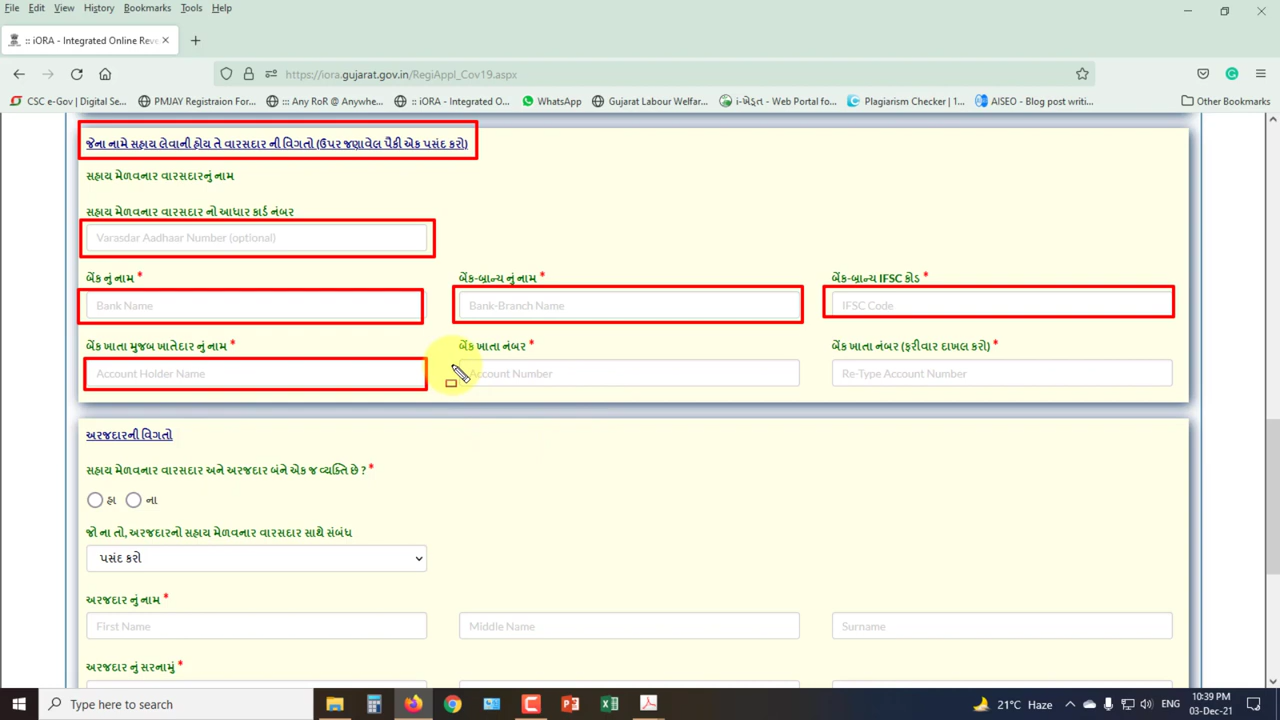 File Edit View History Bookmarks Tools Help
:: iORA - Integrated Online Reve
https://iora.gujarat.gov.in/RegiAppl_Cov19.aspx
CSC e-Gov | Digital Se... PMJAY Registraion For... ::: Any RoR @ Anywhe... :: iORA - Integrated O... WhatsApp Gujarat Labour Welfar... i-ખેડૂત - Web Portal fo... Plagiarism Checker | 1... AISEO - Blog post writi... Other Bookmarks
જેના નામે સહાય લેવાની હોય તે વારસદાર ની વિગતો (ઉપર જણાવેલ પૈકી એક પસંદ કરો)
સહાય મેળવનાર વારસદારનું નામ
સહાય મેળવનાર વારસદાર નો આધાર કાર્ડ નંબર
Varasdar Aadhaar Number (optional)
બેંક નું નામ * બેંક-બ્રાન્ચ નું નામ * બેંક-બ્રાન્ચ IFSC કોડ *
Bank Name Bank-Branch Name IFSC Code
બેંક ખાતા મુજબ ખાતેદાર નું નામ * બેંક ખાતા નંબર * બેંક ખાતા નંબર (ફરીવાર દાખલ કરો) *
Account Holder Name Account Number Re-Type Account Number
અરજદારની વિગતો
સહાય મેળવનાર વારસદાર અને અરજદાર બંને એક જ વ્યક્તિ છે ? *
હા ના
જો ના તો, અરજદારનો સહાય મેળવનાર વારસદાર સાથે સંબંધ
પસંદ કરો
અરજદાર નું નામ *
First Name Middle Name Surname
અરજદાર નું સરનામું *
Type here to search 21°C Haze ENG 10:39 PM
03-Dec-21